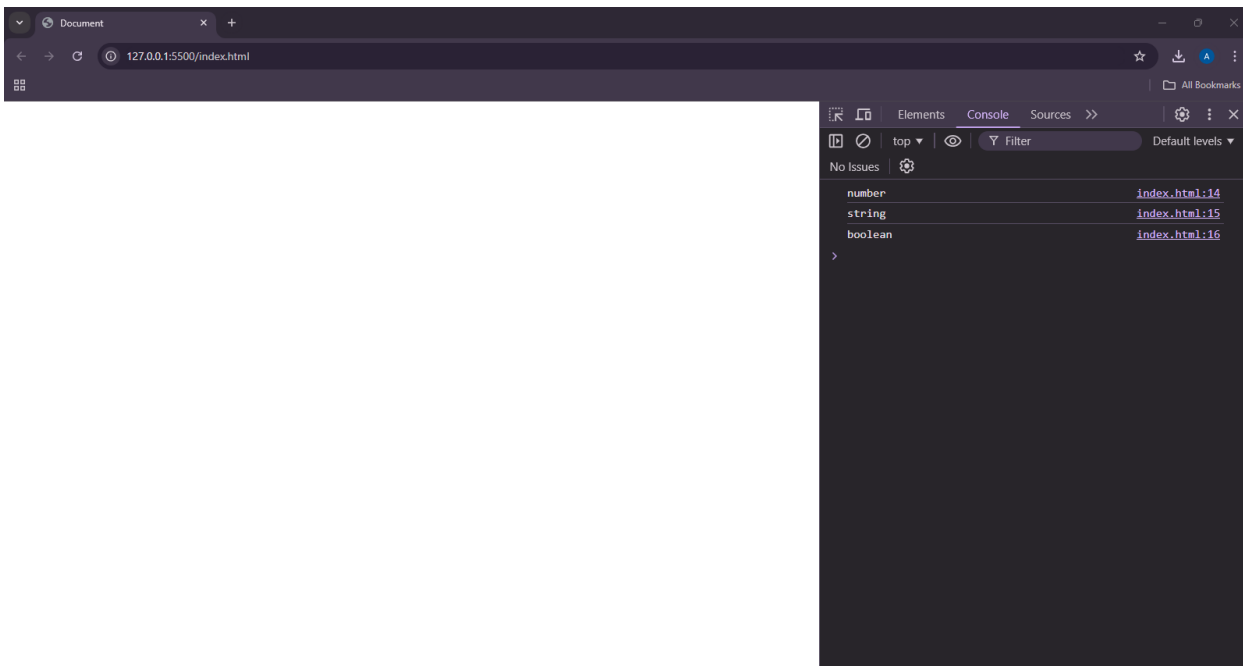 Document
127.0.0.1:5500/index.html
A
All Bookmarks
Elements Console Sources
top Filter Default levels
No Issues
number index.html:14
string index.html:15
boolean index.html:16